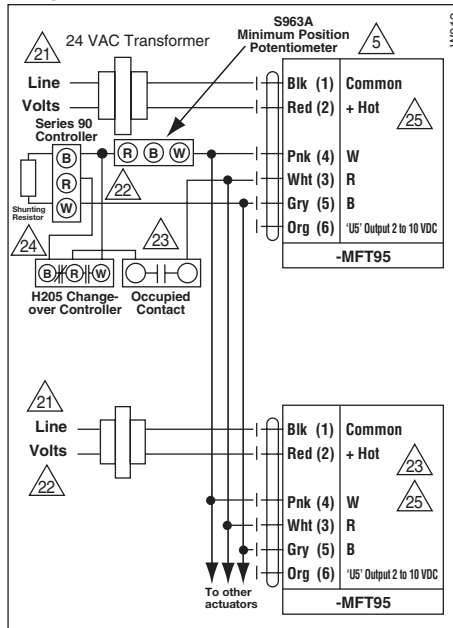 S963A
Minimum Position
Potentiometer
5
21
24 VAC Transformer
Line
Volts
Blk (1) Common
Red (2) + Hot
25
Series 90
Controller
B
R
W
R B W
22
Pnk (4) W
Wht (3) R
Gry (5) B
Org (6) 'U5' Output 2 to 10 VDC
-MFT95
Shunting
Resistor
24
23
B R W
H205 Change-
over Controller
Occupied
Contact
21
Line
Volts
22
Blk (1) Common
Red (2) + Hot
23
25
Pnk (4) W
Wht (3) R
Gry (5) B
Org (6) 'U5' Output 2 to 10 VDC
-MFT95
To other
actuators